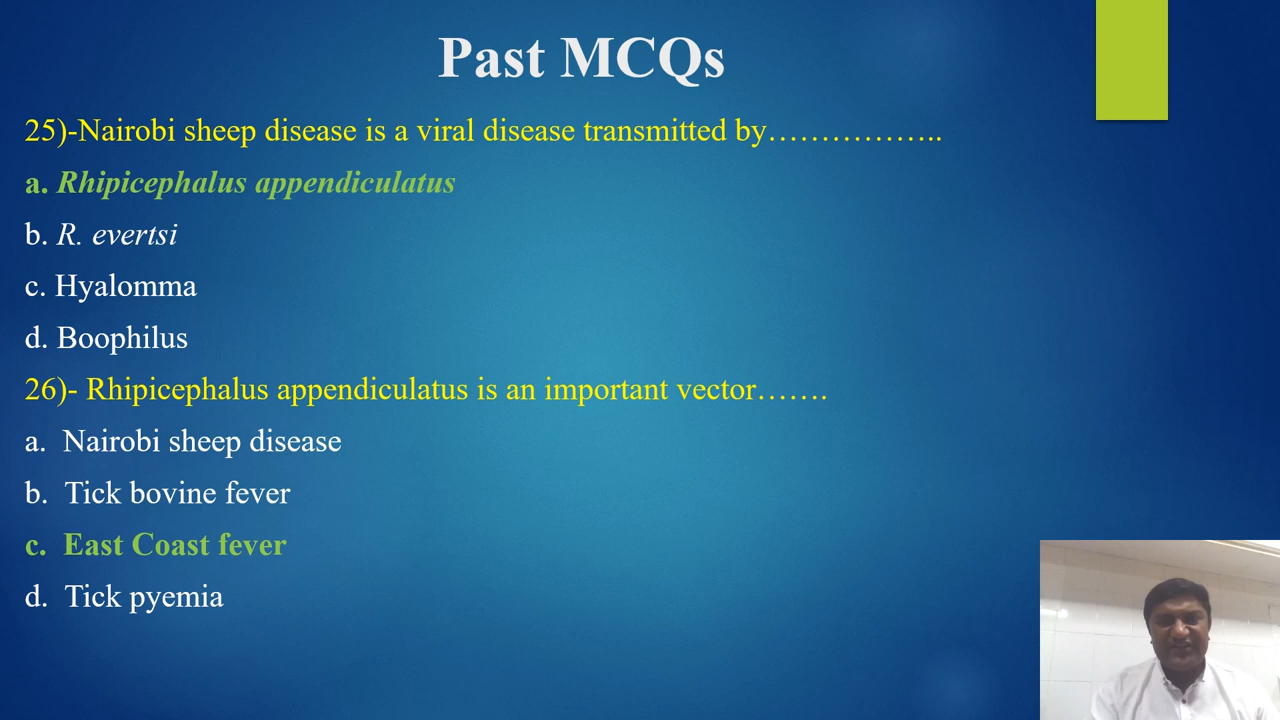 Past MCQs
25)-Nairobi sheep disease is a viral disease transmitted by……………..
a. Rhipicephalus appendiculatus
b. R. evertsi
c. Hyalomma
d. Boophilus
26)- Rhipicephalus appendiculatus is an important vector…….
a. Nairobi sheep disease
b. Tick bovine fever
c. East Coast fever
d. Tick pyemia